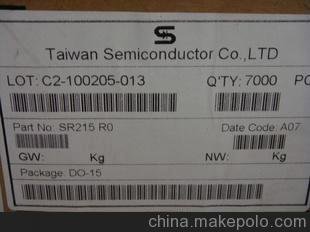 Taiwan Semiconductor Co.,LTD
LOT: C2-100205-013 Q'TY: 7000 PC
Part No: SR215 R0 Date Code: A07
GW: Kg NW: Kg
Package: DO-15
china.makepolo.com